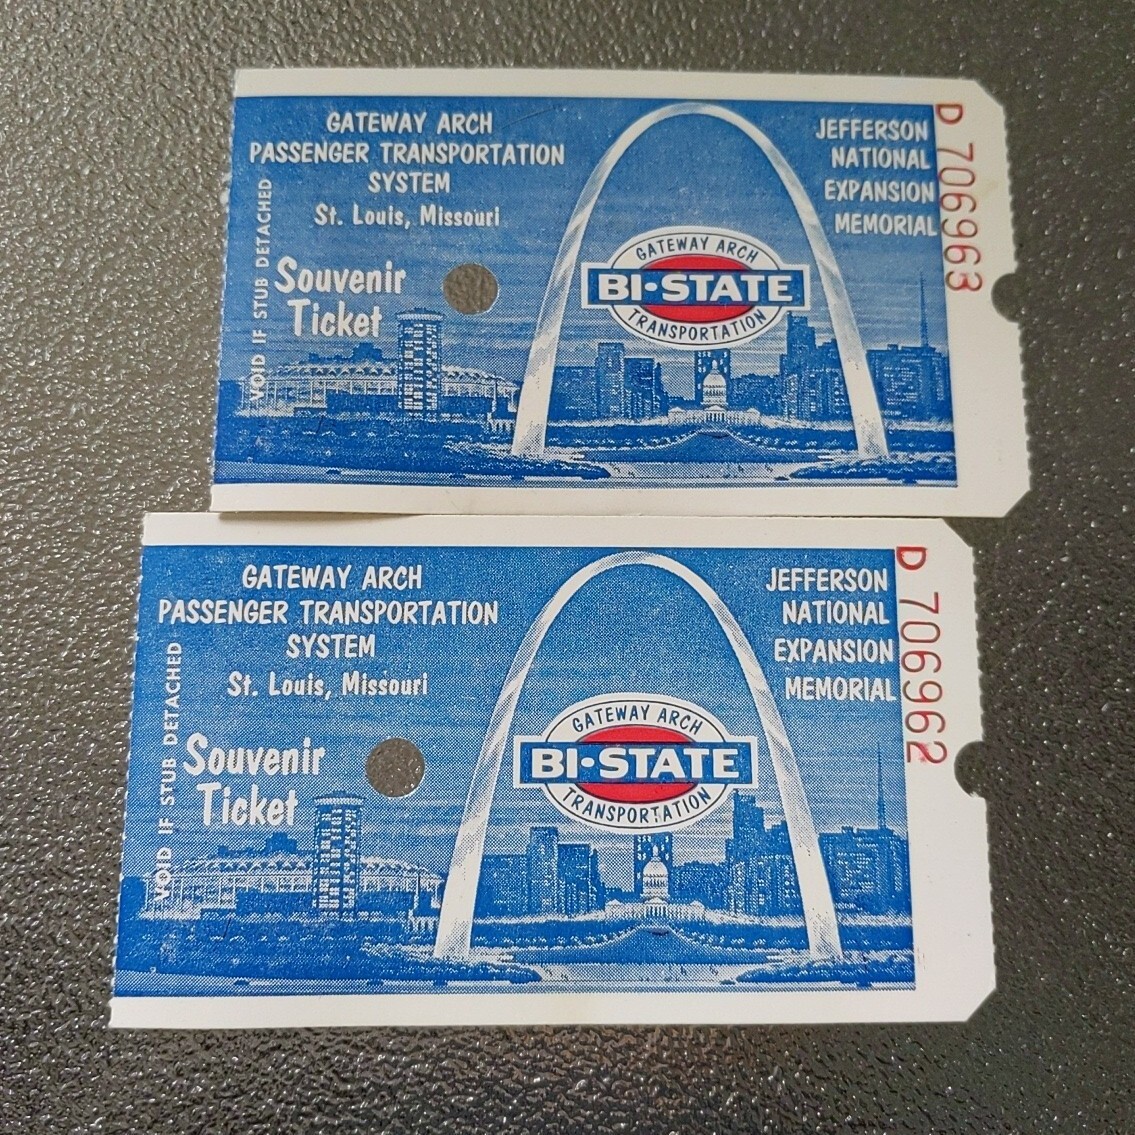 GATEWAY ARCH
PASSENGER TRANSPORTATION
SYSTEM
St. Louis, Missouri
VOID IF STUB DETACHED
Souvenir
Ticket
GATEWAY ARCH
BI•STATE
TRANSPORTATION
JEFFERSON
NATIONAL
EXPANSION
MEMORIAL
D 706963
GATEWAY ARCH
PASSENGER TRANSPORTATION
SYSTEM
St. Louis, Missouri
VOID IF STUB DETACHED
Souvenir
Ticket
GATEWAY ARCH
BI•STATE
TRANSPORTATION
JEFFERSON
NATIONAL
EXPANSION
MEMORIAL
D 706962